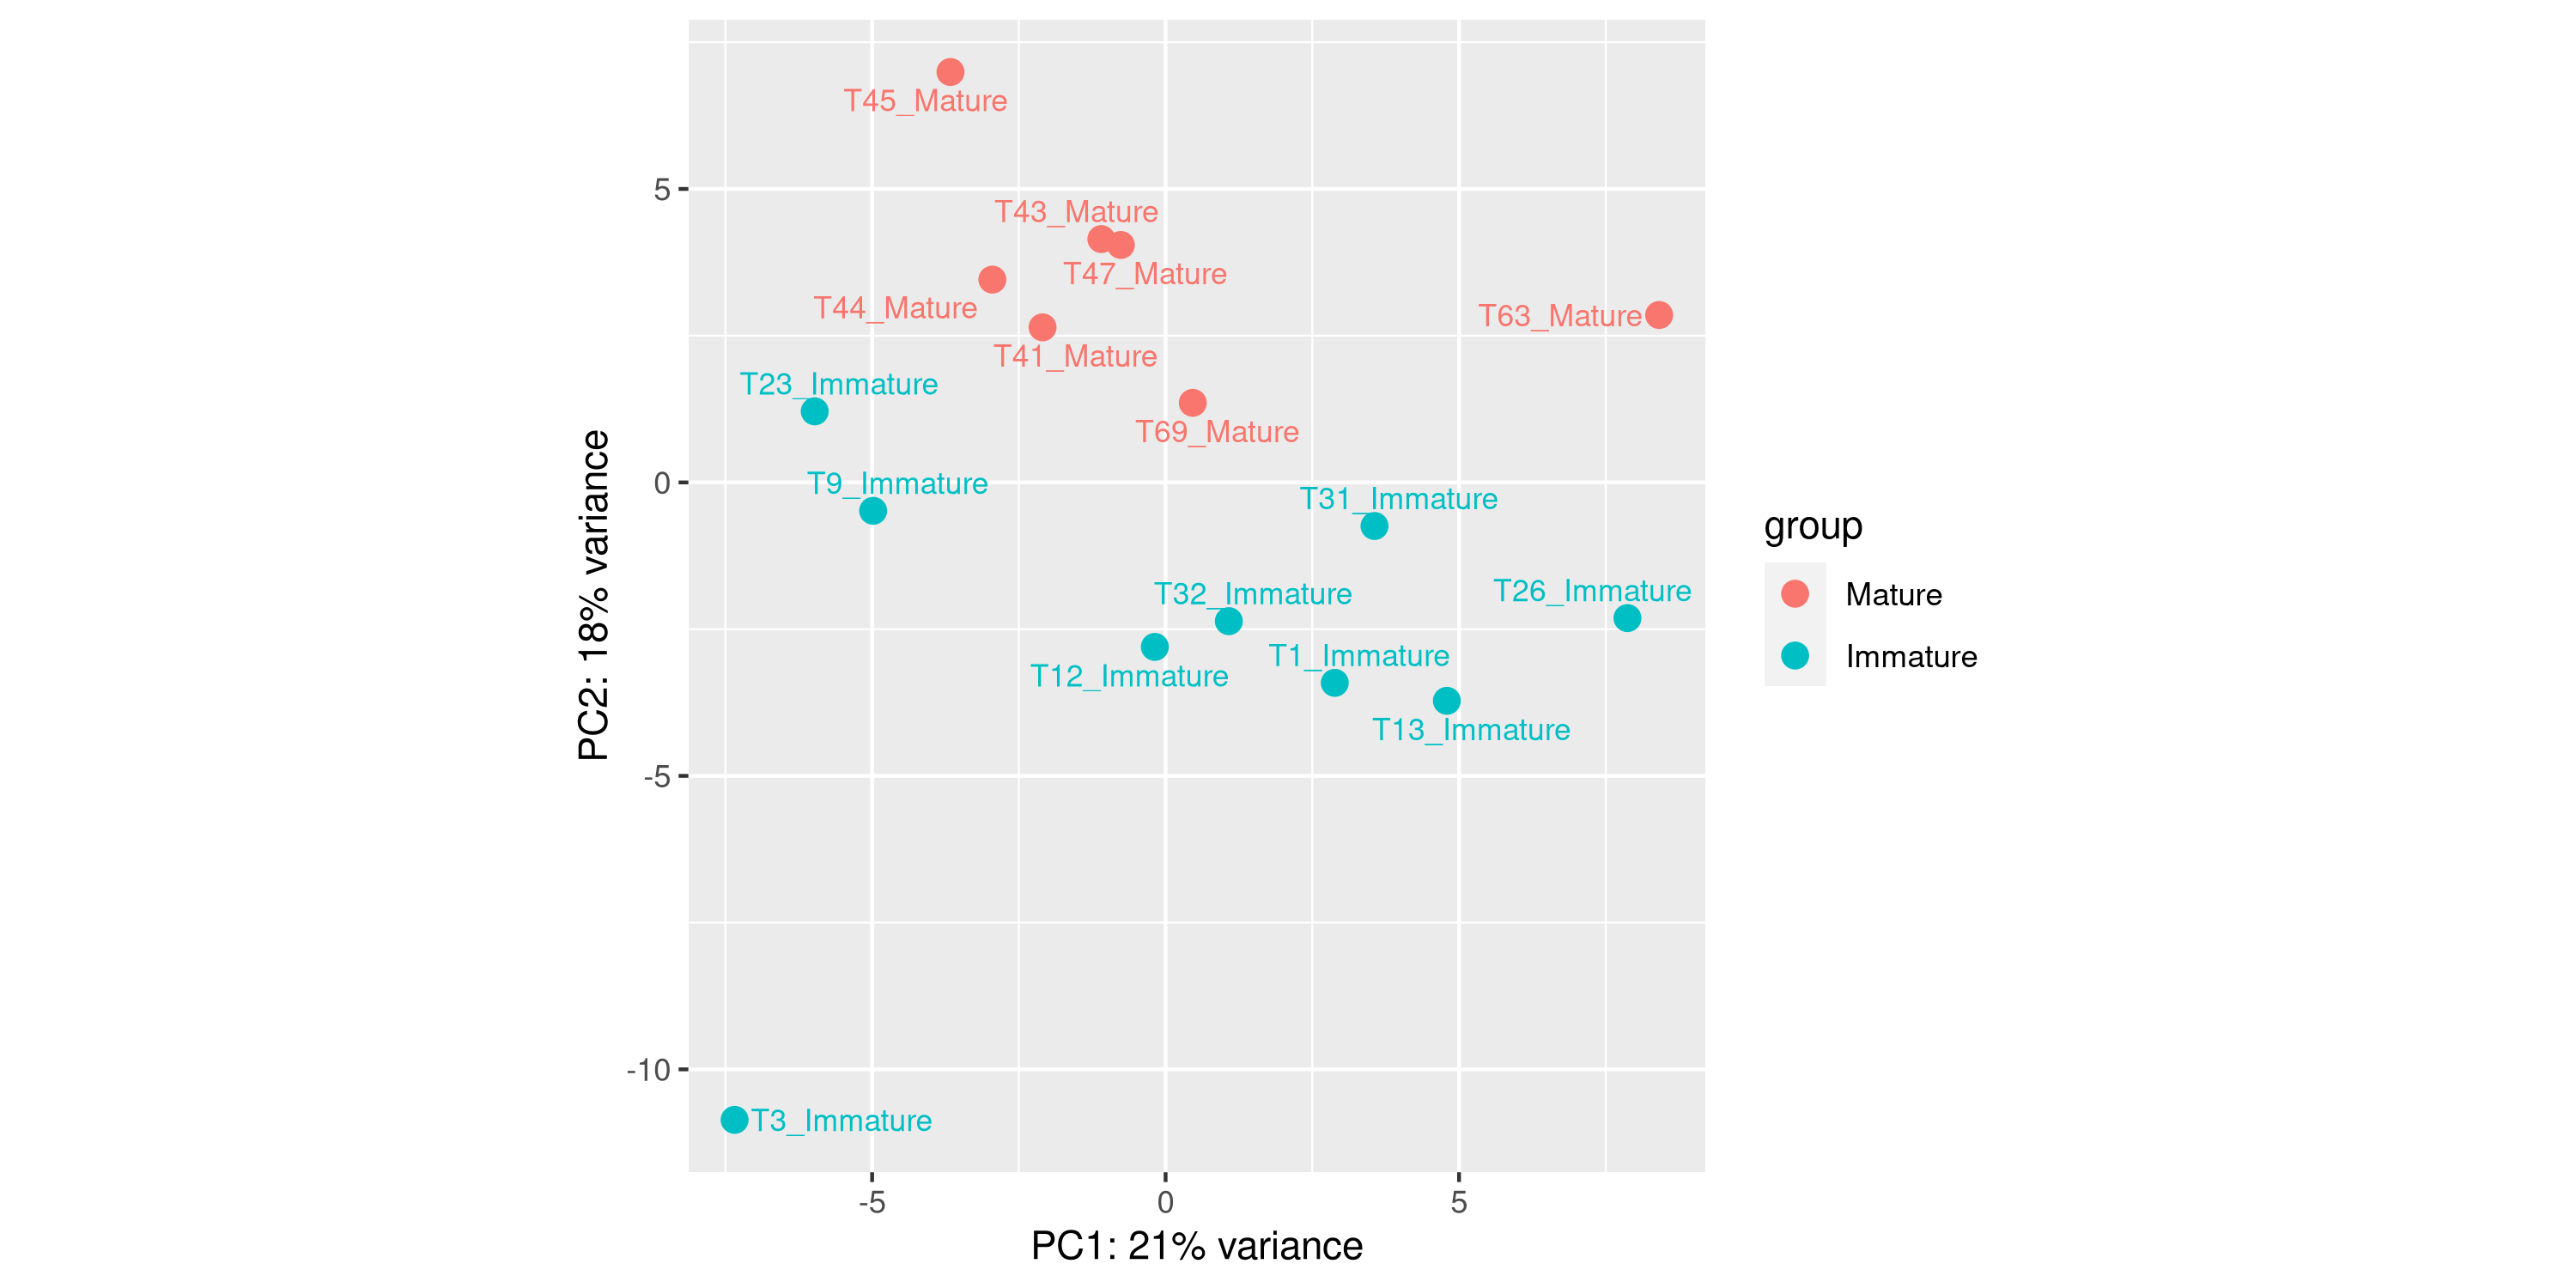 T45_Mature
5
T43_Mature
T47_Mature
T44_Mature
T63_Mature
T41_Mature
T23_Immature
T69_Mature
PC2: 18% variance
0
T9_Immature
T31_Immature
group
T32_Immature
T26_Immature
Mature
T1_Immature
Immature
T12_Immature
T13_Immature
-5
-10
T3_Immature
-5 0 5
PC1: 21% variance